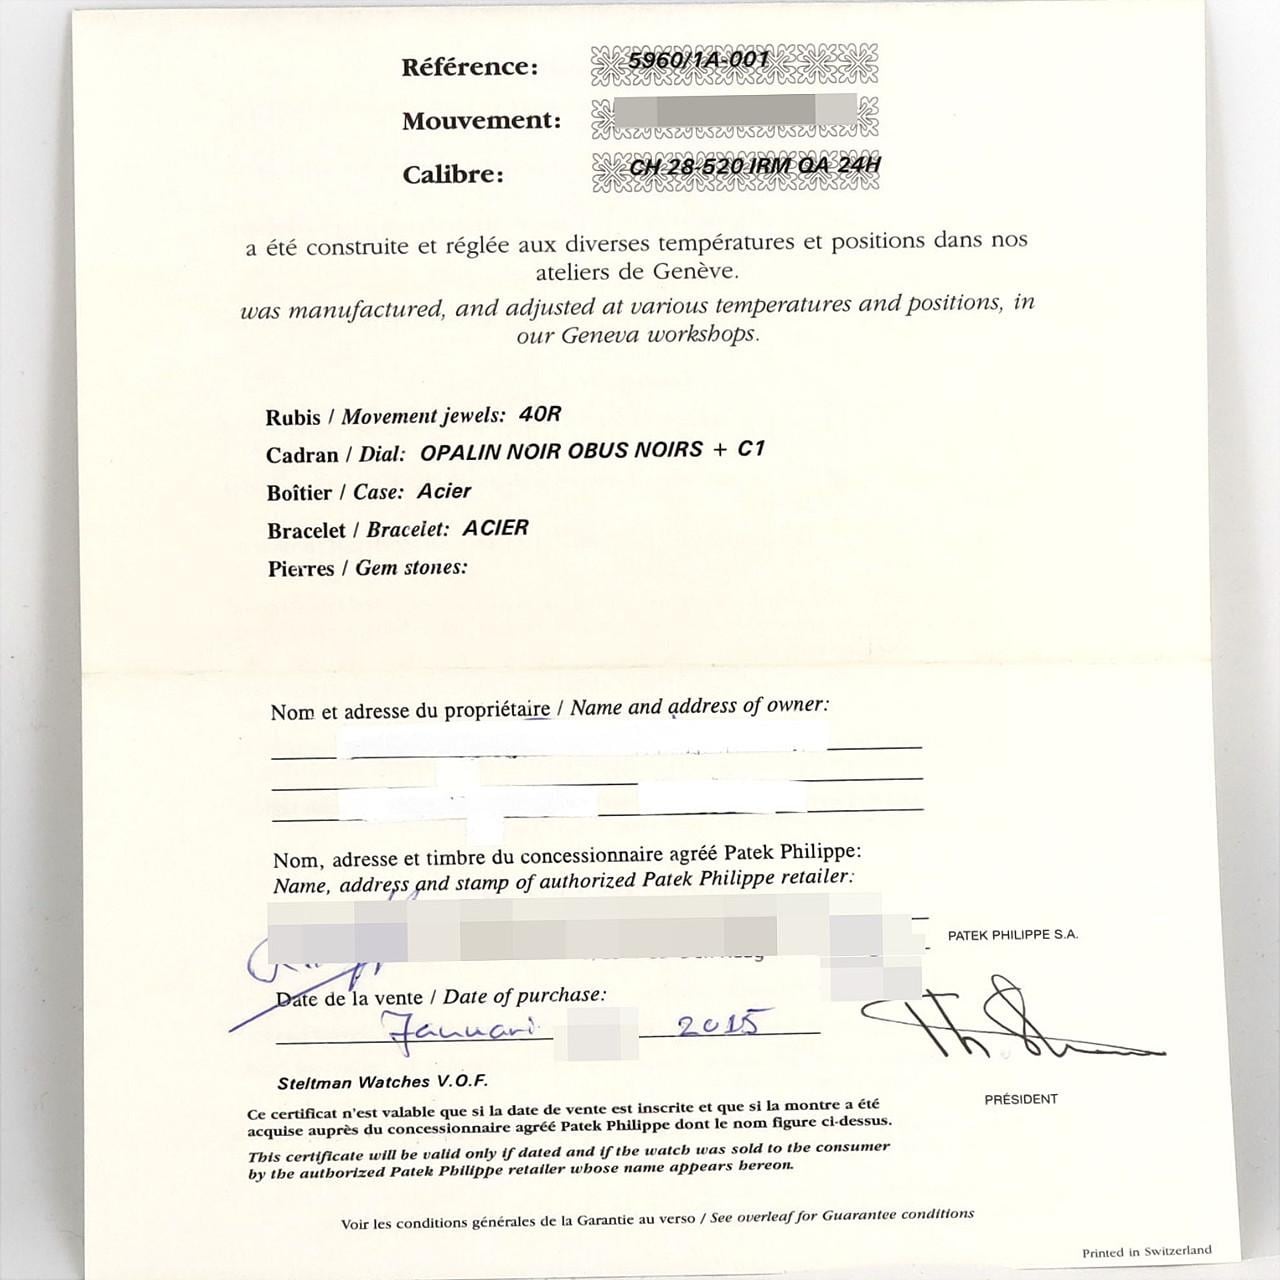 Référence: 5960/1A-001
Mouvement:
Calibre: CH 28-520 IRM QA 24H
a été construite et réglée aux diverses températures et positions dans nos
ateliers de Genève.
was manufactured, and adjusted at various temperatures and positions, in
our Geneva workshops.
Rubis / Movement jewels: 40R
Cadran / Dial: OPALIN NOIR OBUS NOIRS + C1
Boîtier / Case: Acier
Bracelet / Bracelet: ACIER
Pierres / Gem stones:
Nom et adresse du propriétaire / Name and address of owner:
Nom, adresse et timbre du concessionnaire agréé Patek Philippe:
Name, address and stamp of authorized Patek Philippe retailer:
PATEK PHILIPPE S.A.
Date de la vente / Date of purchase:
Januari 2015
Steltman Watches V.O.F.
PRÉSIDENT
Ce certificat n'est valable que si la date de vente est inscrite et que si la montre a été
acquise auprès du concessionnaire agréé Patek Philippe dont le nom figure ci-dessus.
This certificate will be valid only if dated and if the watch was sold to the consumer
by the authorized Patek Philippe retailer whose name appears hereon.
Voir les conditions générales de la Garantie au verso / See overleaf for Guarantee conditions
Printed in Switzerland